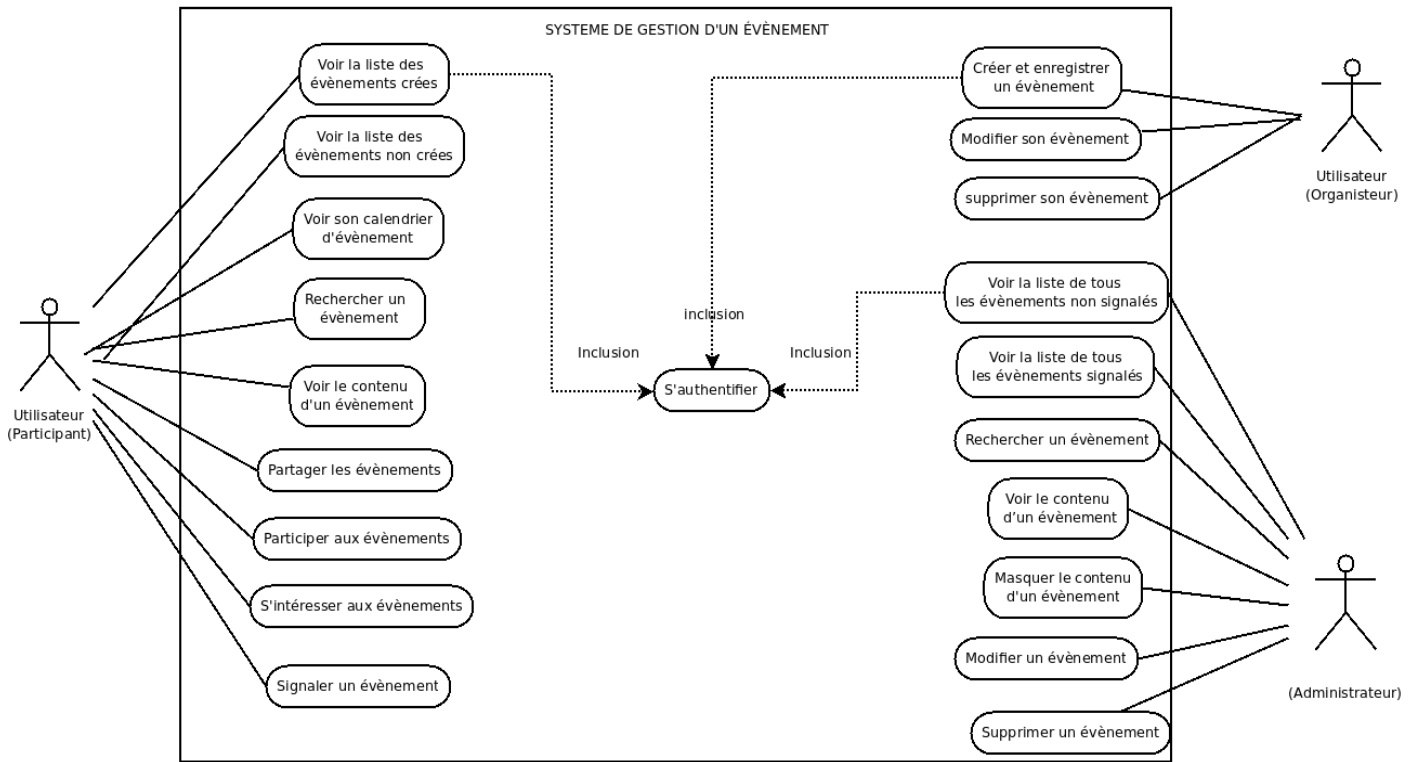 SYSTEME DE GESTION D'UN ÉVÈNEMENT
Voir la liste des
évènements crées
Voir la liste des
évènements non crées
Voir son calendrier
d'évènement
Rechercher un
évènement
Voir le contenu
d'un évènement
Partager les évènements
Participer aux évènements
S'intéresser aux évènements
Signaler un évènement
Utilisateur
(Participant)
Inclusion
inclusion
Inclusion
S'authentifier
Créer et enregistrer
un évènement
Modifier son évènement
supprimer son évènement
Utilisateur
(Organisteur)
Voir la liste de tous
les évènements non signalés
Voir la liste de tous
les évènements signalés
Rechercher un évènement
Voir le contenu
d’un évènement
Masquer le contenu
d'un évènement
Modifier un évènement
Supprimer un évènement
(Administrateur)